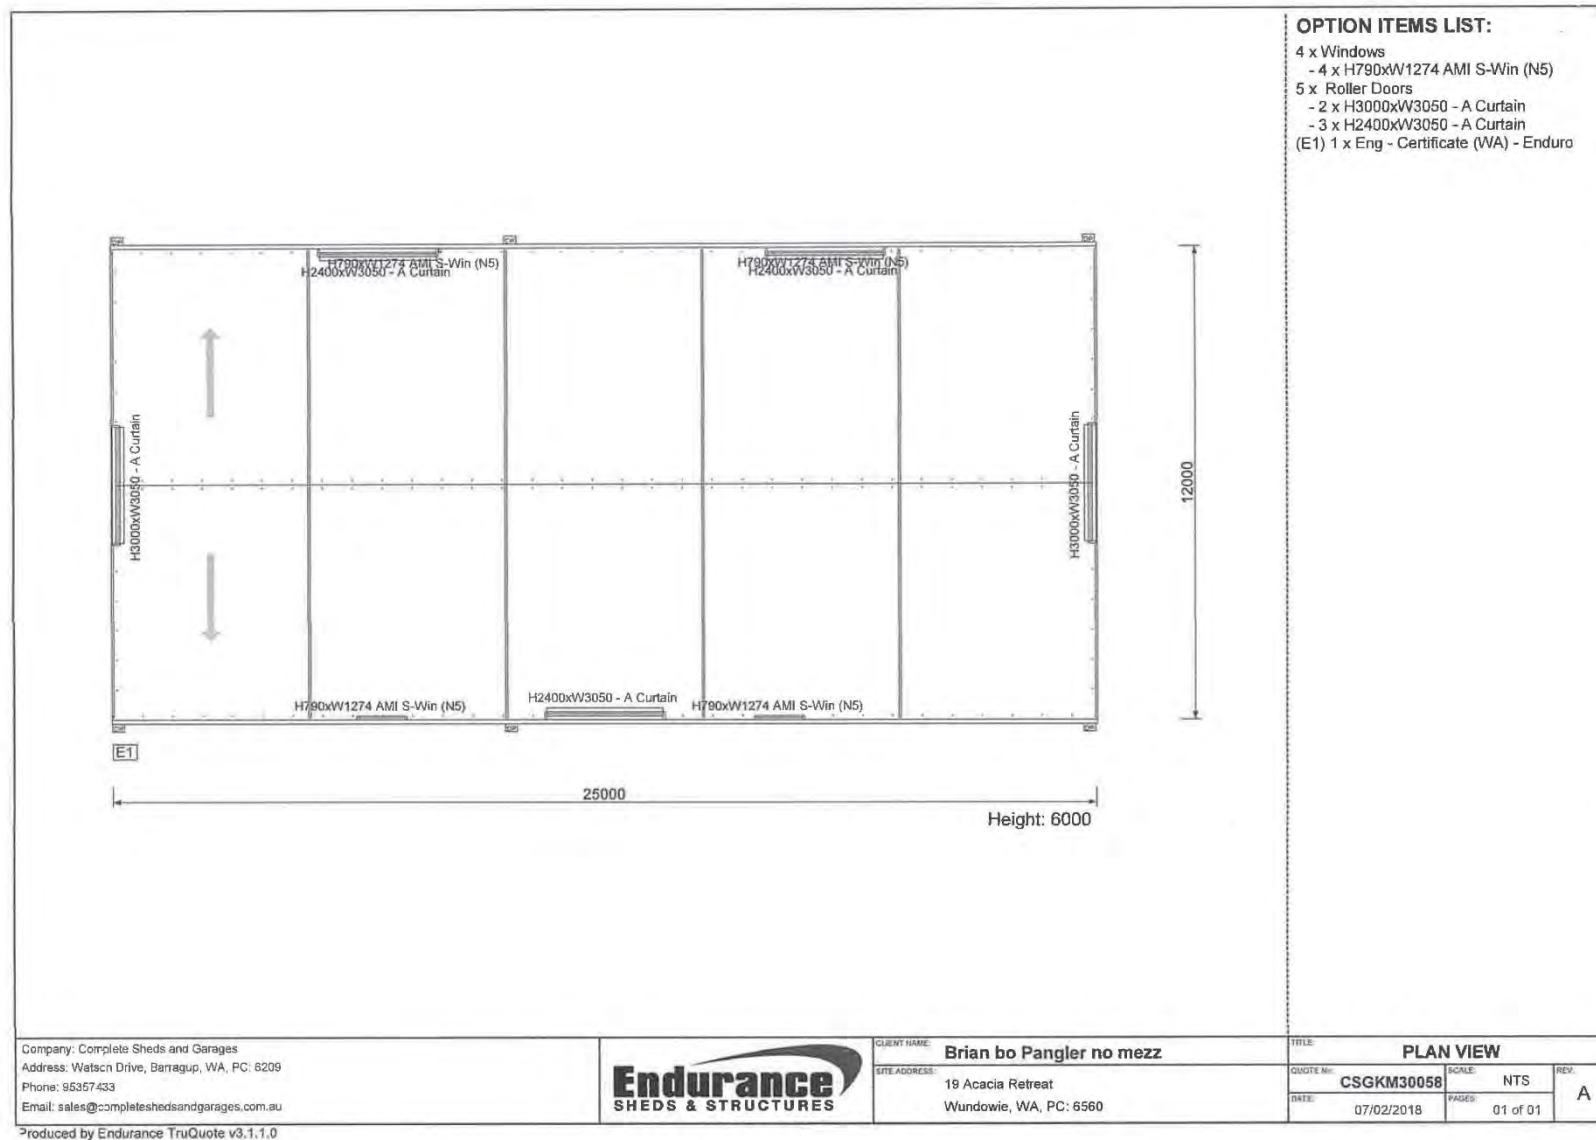 OPTION ITEMS LIST:
4 x Windows
- 4 x H790xW1274 AMI S-Win (N5)
5 x Roller Doors
- 2 x H3000xW3050 - A Curtain
- 3 x H2400xW3050 - A Curtain
(E1) 1 x Eng - Certificate (WA) - Enduro
H790xW1274 AMI S-Win (N5)
H2400xW3050 - A Curtain
H790xW1274 AMI S-Win (N5)
H2400xW3050 - A Curtain
H3000xW3050 - A Curtain
H3000xW3050 - A Curtain
12000
H790xW1274 AMI S-Win (N5)
H2400xW3050 - A Curtain
H790xW1274 AMI S-Win (N5)
E1
25000
Height: 6000
Company: Complete Sheds and Garages
Address: Watson Drive, Barragup, WA, PC: 6209
Phone: 95357433
Email: sales@completeshedsandgarages.com.au
Endurance
SHEDS & STRUCTURES
CLIENT NAME:
Brian bo Pangler no mezz
SITE ADDRESS:
19 Acacia Retreat
Wundowie, WA, PC: 6560
TITLE:
PLAN VIEW
QUOTE No:
CSGKM30058
SCALE:
NTS
REV.
A
DATE:
07/02/2018
PAGES:
01 of 01
Produced by Endurance TruQuote v3.1.1.0